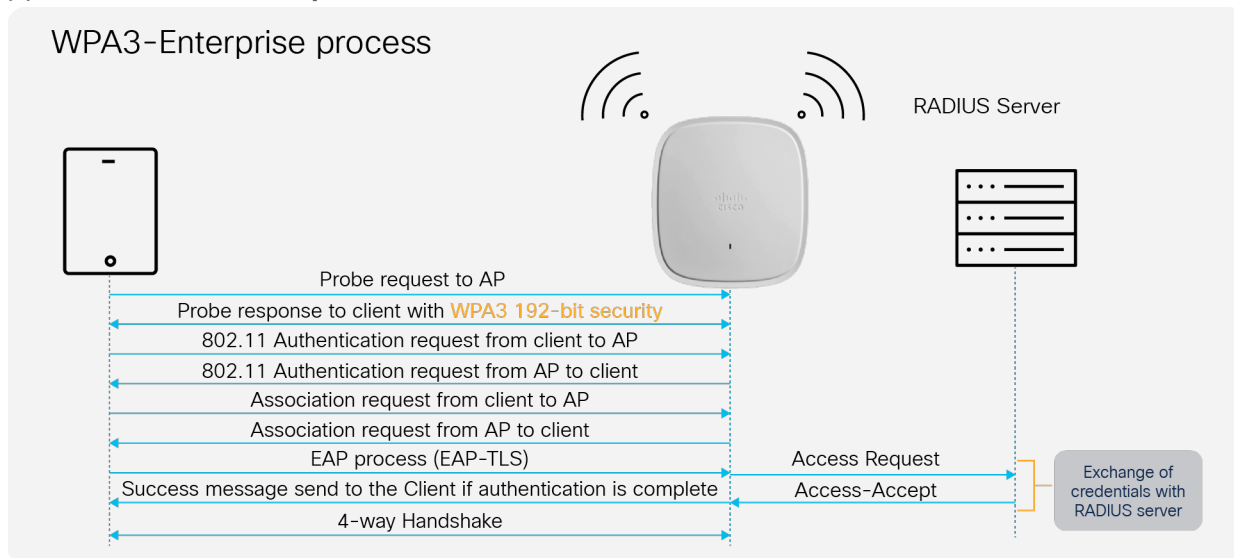 WPA3-Enterprise process
RADIUS Server
cisco
Probe request to AP
Probe response to client with WPA3 192-bit security
802.11 Authentication request from client to AP
802.11 Authentication request from AP to client
Association request from client to AP
Association request from AP to client
EAP process (EAP-TLS)
Access Request
Success message send to the Client if authentication is complete
Access-Accept
4-way Handshake
Exchange of
credentials with
RADIUS server